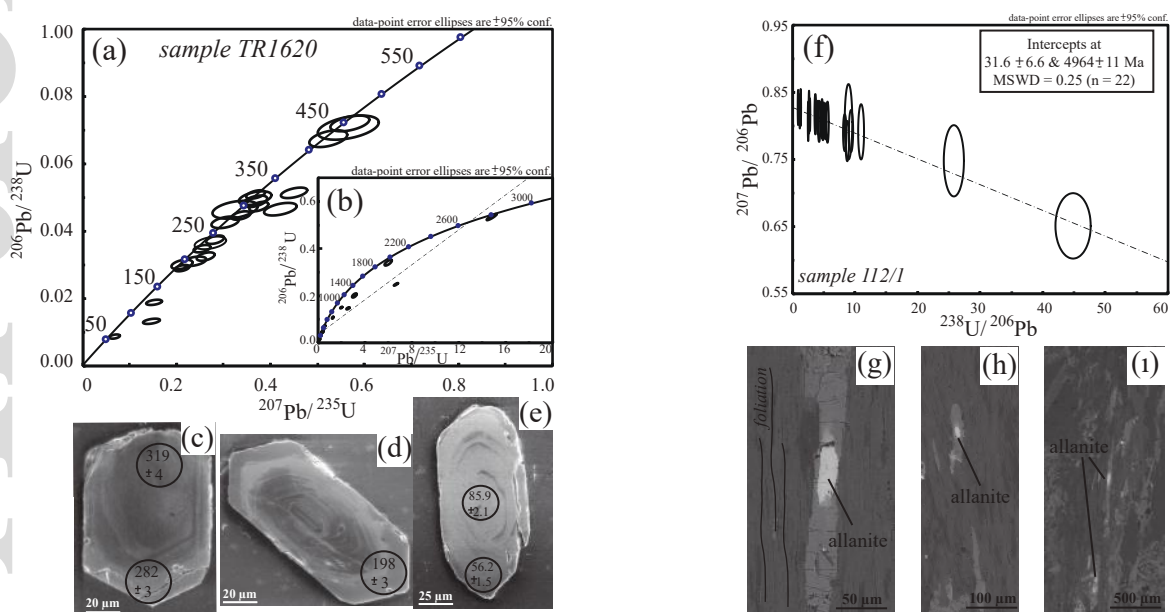 data-point error ellipses are ±95% conf.
(a)
sample TR1620
1.00
0.08
0.06
0.04
0.02
0.00
²⁰⁶Pb/²³⁸U
50
150
250
350
450
550
0
0.2
0.4
0.6
0.8
1.0
²⁰⁷Pb/²³⁵U
data-point error ellipses are ±95% conf.
(b)
0.6
0.4
0.2
0.0
²⁰⁶Pb/²³⁸U
1000
1400
1800
2200
2600
3000
0
4
8
12
16
20
²⁰⁷Pb/²³⁵U
(c)
319
±4
282
±3
20 µm
(d)
198
±3
20 µm
(e)
85.9
±2.1
56.2
±1.5
25 µm
data-point error ellipses are ±95% conf.
(f)
Intercepts at
31.6 ±6.6 & 4964±11 Ma
MSWD = 0.25 (n = 22)
0.95
0.85
0.75
0.65
0.55
²⁰⁷Pb/²⁰⁶Pb
sample 112/1
0
10
20
30
40
50
60
²³⁸U/²⁰⁶Pb
(g)
foliation
allanite
50 µm
(h)
allanite
100 µm
(ı)
allanite
500 µm